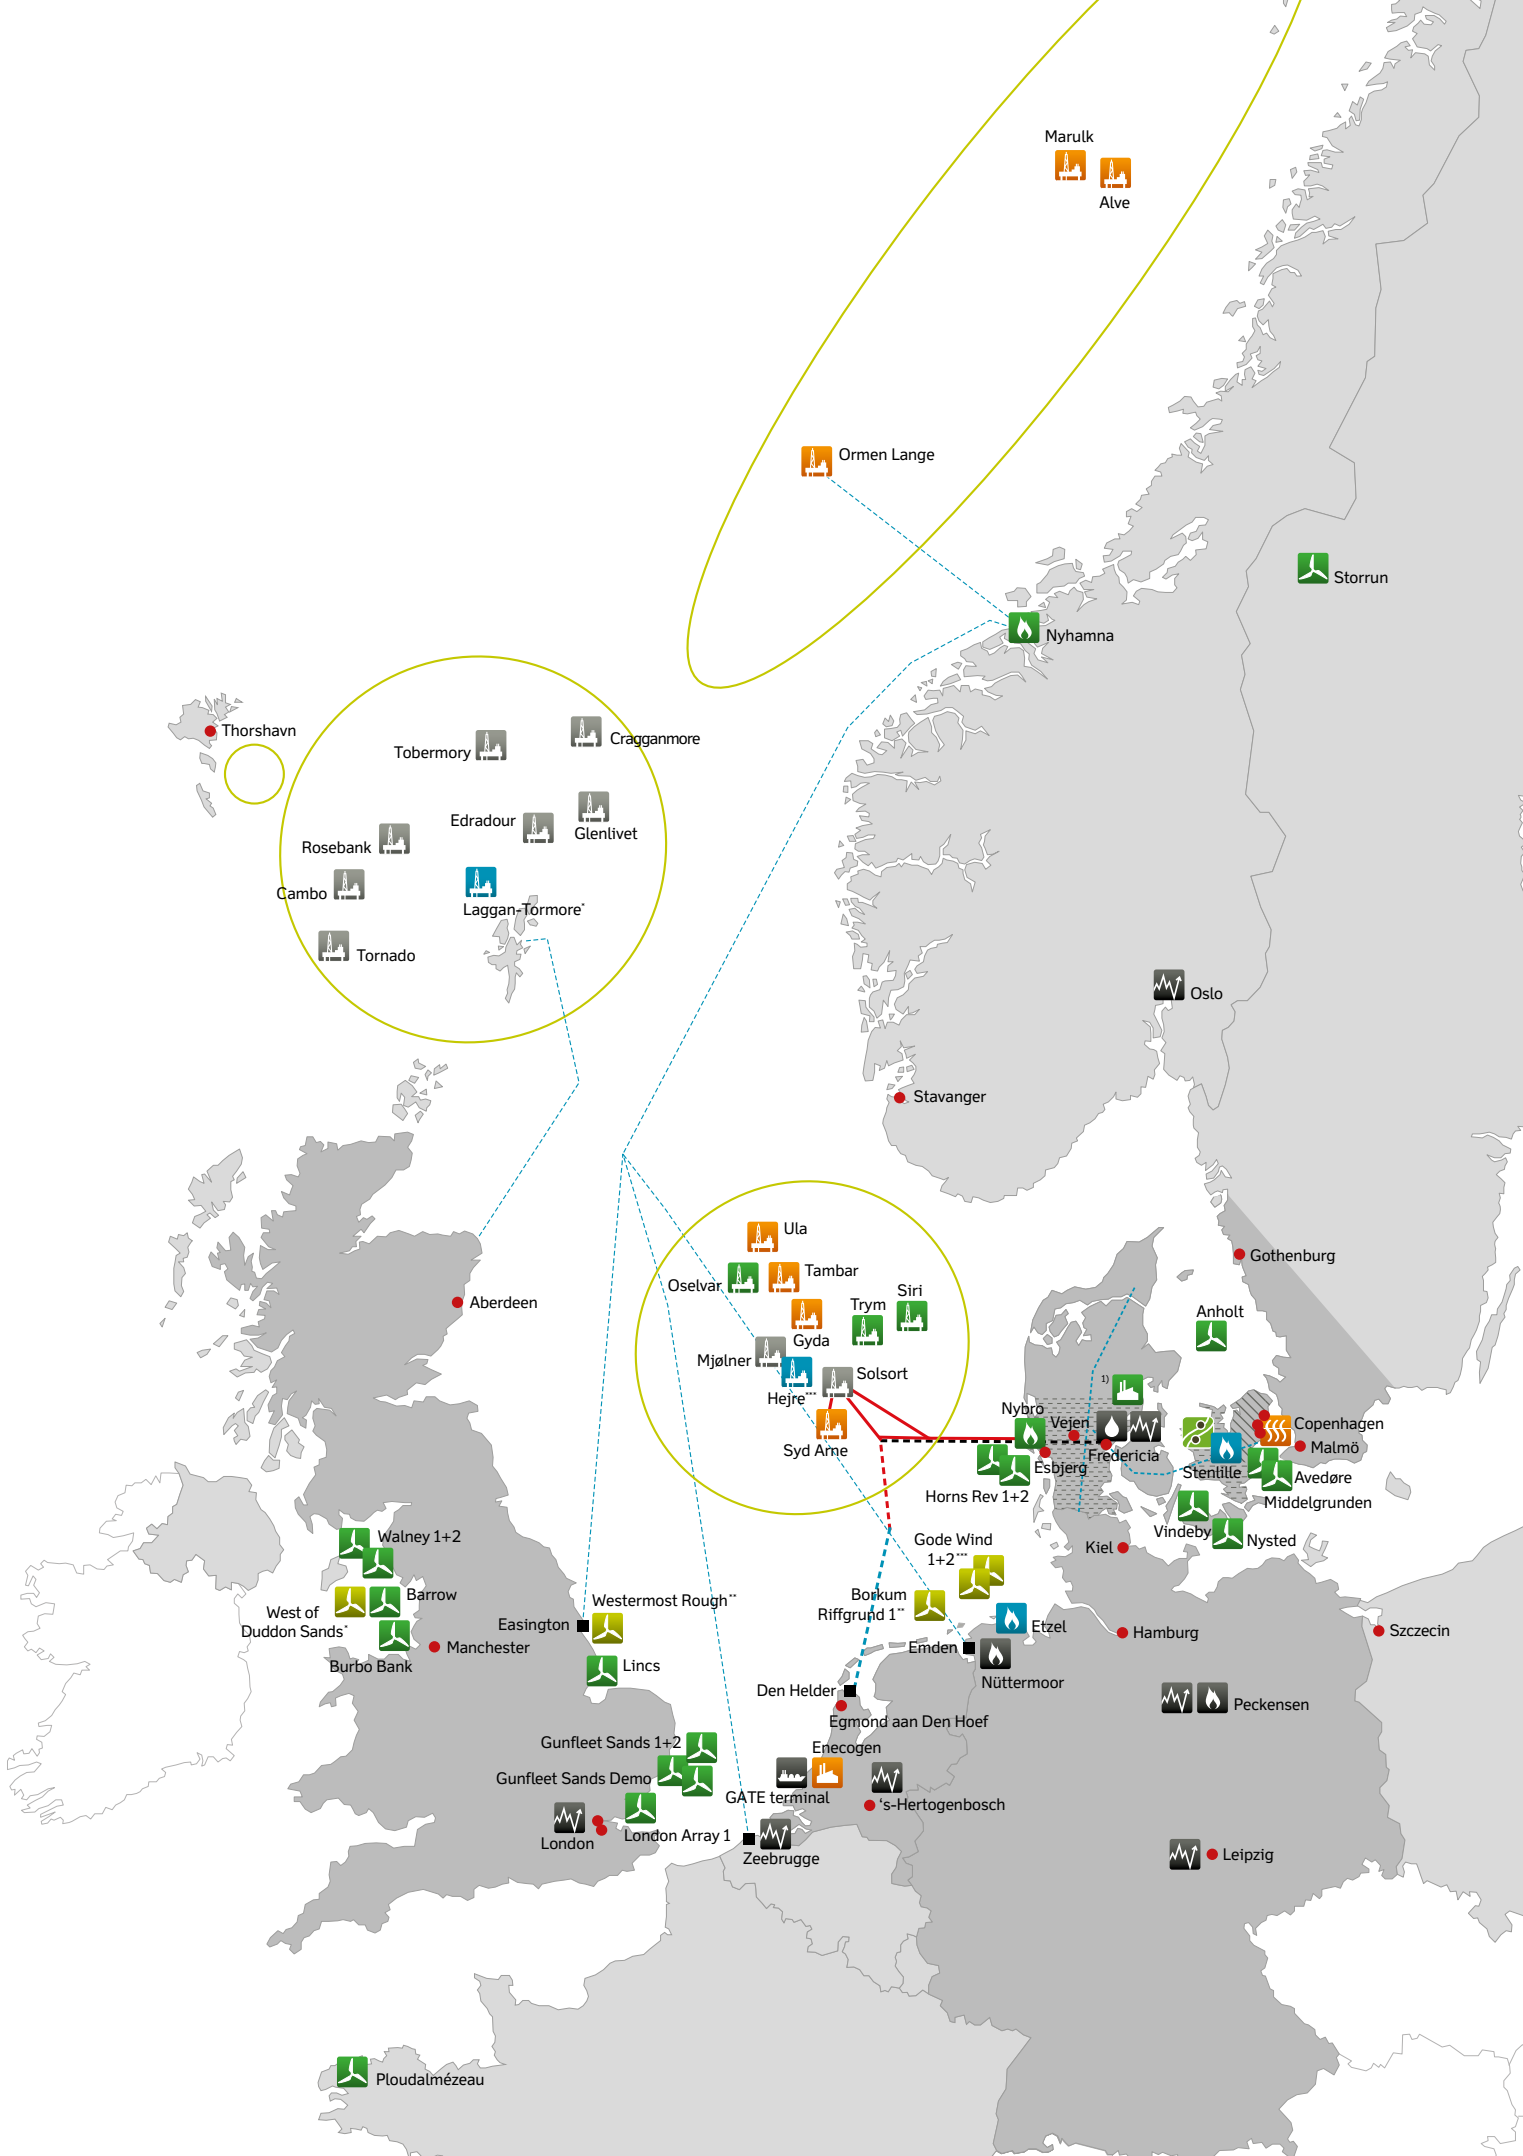 Marulk
Alve
Ormen Lange
Storrun
Nyhamna
Thorshavn
Tobermory
Cragganmore
Edradour
Glenlivet
Rosebank
Cambo
Laggan-Tormore*
Tornado
Oslo
Stavanger
Ula
Gothenburg
Oselvar
Tambar
Aberdeen
Siri
Trym
Anholt
Gyda
Mjølner
Solsort
1)
Hejre***
Nybro
Vejen
Copenhagen
Syd Arne
Fredericia
Malmö
Esbjerg
Stenlille
Avedøre
Horns Rev 1+2
Middelgrunden
Vindeby
Nysted
Walney 1+2
Gode Wind
1+2***
Kiel
Barrow
Borkum
Riffgrund 1**
Westermost Rough**
West of
Duddon Sands*
Easington
Etzel
Hamburg
Szczecin
Manchester
Emden
Burbo Bank
Lincs
Nüttermoor
Den Helder
Peckensen
Egmond aan Den Hoef
Gunfleet Sands 1+2
Enecogen
Gunfleet Sands Demo
GATE terminal
's-Hertogenbosch
London
London Array 1
Zeebrugge
Leipzig
Ploudalmézeau